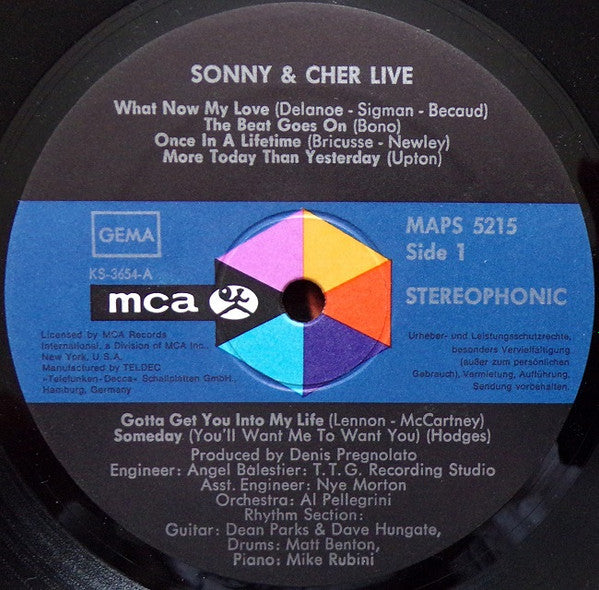 SONNY & CHER LIVE
What Now My Love (Delanoe - Sigman - Becaud)
The Beat Goes On (Bono)
Once In A Lifetime (Bricusse - Newley)
More Today Than Yesterday (Upton)
GEMA
KS-3654-A
mca
MAPS 5215
Side 1
STEREOPHONIC
Licensed by MCA Records
International, a Division of MCA Inc.,
New York, U.S.A.
Manufactured by TELDEC
»Telefunken-Decca« Schallplatten GmbH.,
Hamburg, Germany
Urheber- und Leistungsschutzrechte,
besonders Vervielfältigung
(außer zum persönlichen
Gebrauch), Vermietung, Aufführung,
Sendung vorbehalten.
Gotta Get You Into My Life (Lennon - McCartney)
Someday (You'll Want Me To Want You) (Hodges)
Produced by Denis Pregnolato
Engineer: Angel Balestier: T.T.G. Recording Studio
Asst. Engineer: Nye Morton
Orchestra: Al Pellegrini
Rhythm Section:
Guitar: Dean Parks & Dave Hungate,
Drums: Matt Benton,
Piano: Mike Rubini